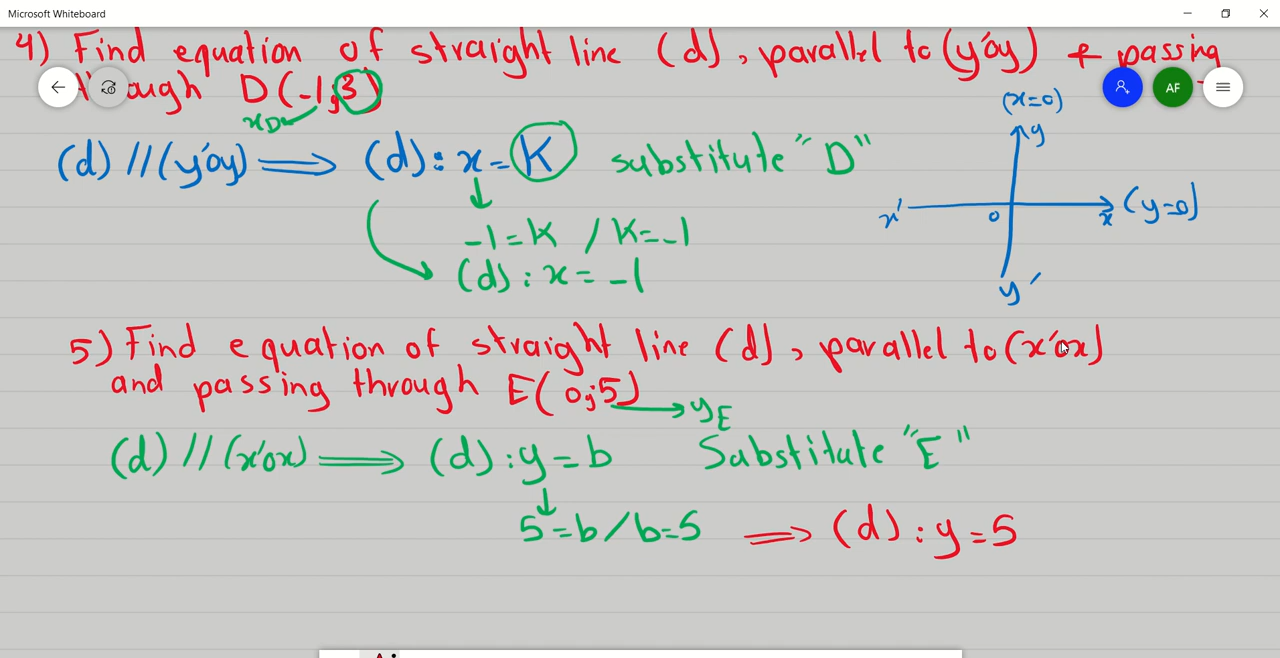 Microsoft Whiteboard
4) Find equation of straight line (d), parallel to (y'oy) & passing
through D(-1;3)
xD
AF
(x=0)
y
(d) // (y'oy) ⟹ (d): x = K substitute "D"
x' o x (y=0)
-1 = K / K = -1
(d): x = -1
y'
5) Find equation of straight line (d), parallel to (x'ox)
and passing through E(0;5)
yE
(d) // (x'ox) ⟹ (d): y = b Substitute "E"
5 = b / b = 5 ⟹ (d): y = 5